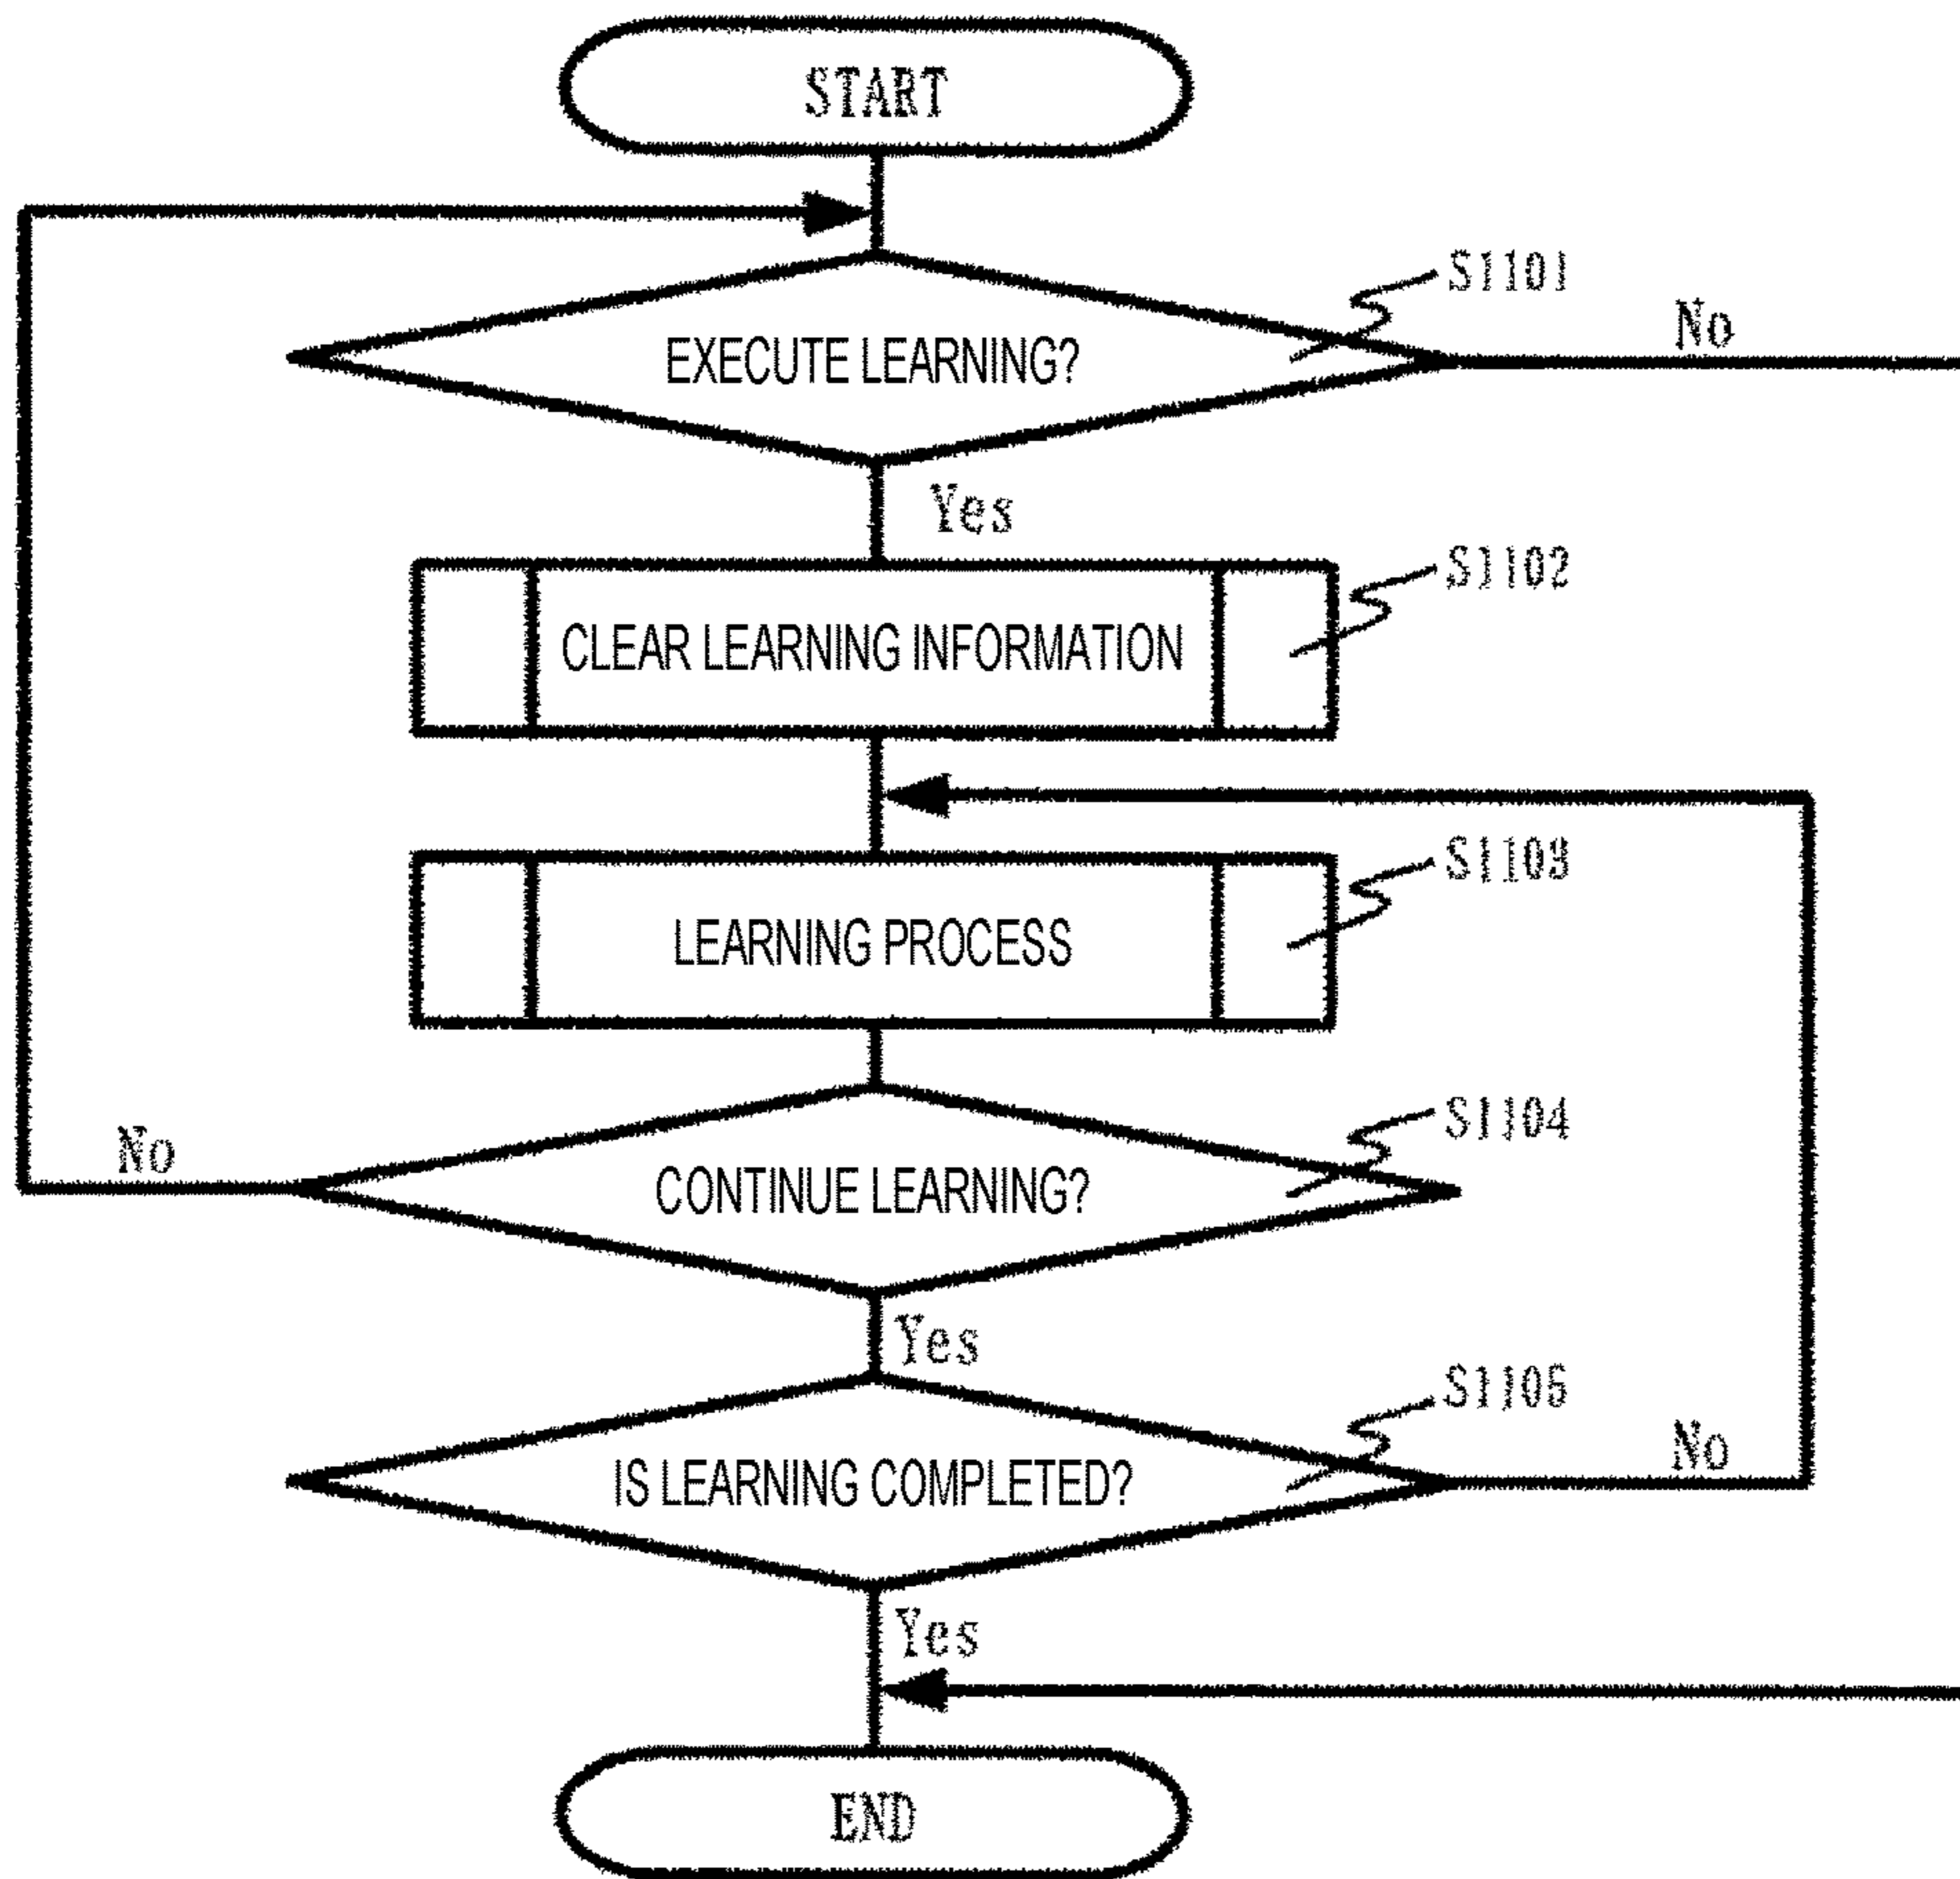 START
S1101
No
EXECUTE LEARNING?
Yes
S1102
CLEAR LEARNING INFORMATION
S1103
LEARNING PROCESS
S1104
No
CONTINUE LEARNING?
Yes
S1105
No
IS LEARNING COMPLETED?
Yes
END